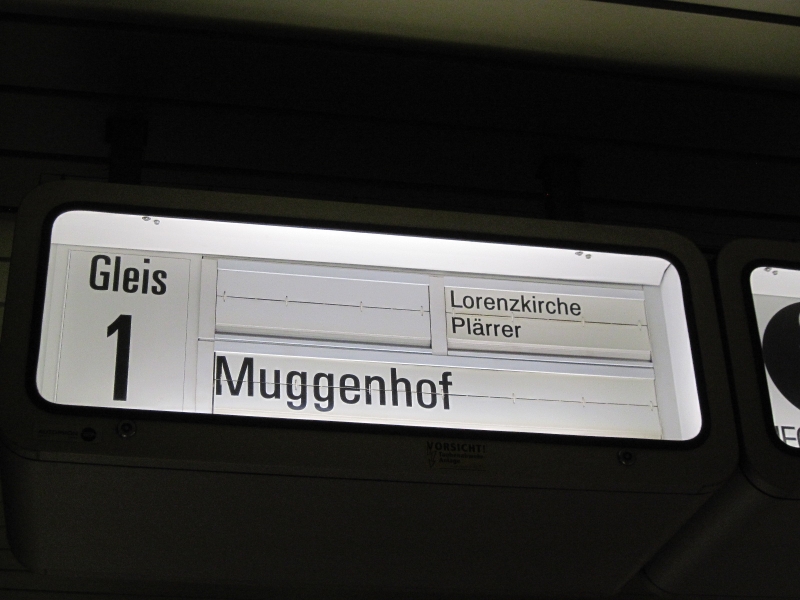 Gleis
1
Lorenzkirche
Plärrer
Muggenhof
VORSICHT!